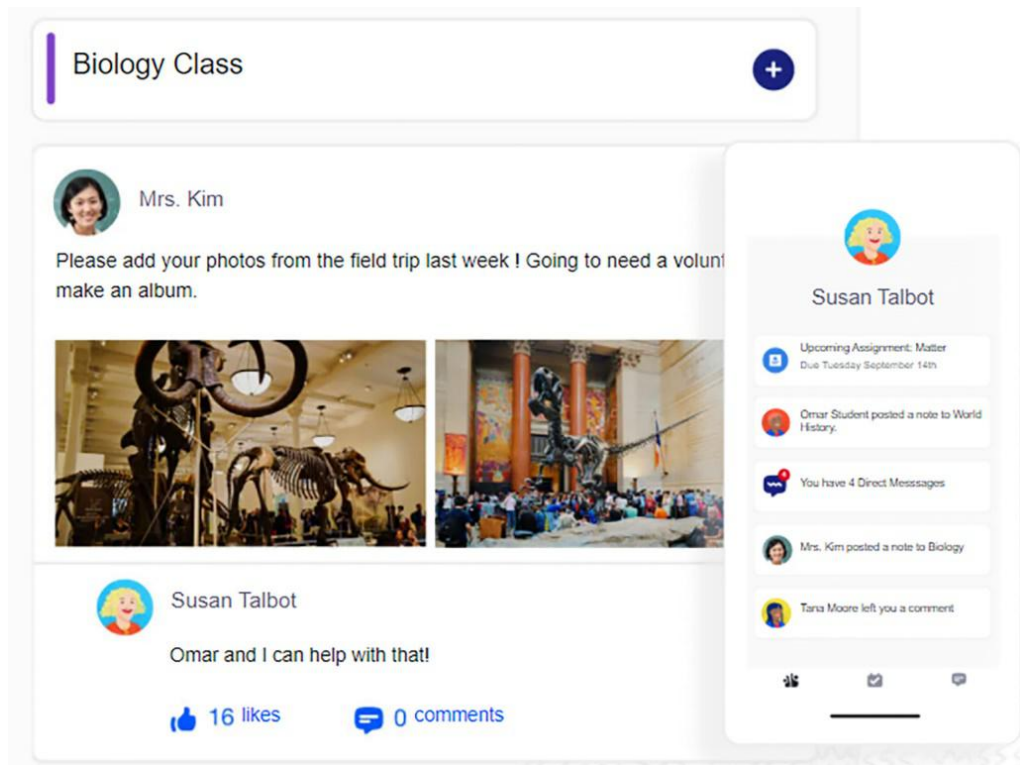 Biology Class
+
Mrs. Kim
Please add your photos from the field trip last week ! Going to need a
make an album.
Susan Talbot
Omar and I can help with that!
16 likes
0 comments
Susan Talbot
Upcoming Assignment: Matter
Due Tuesday September 14th
Omar Student posted a note to World
History.
4
You have 4 Direct Messsages
Mrs. Kim posted a note to Biology
Tana Moore left you a comment